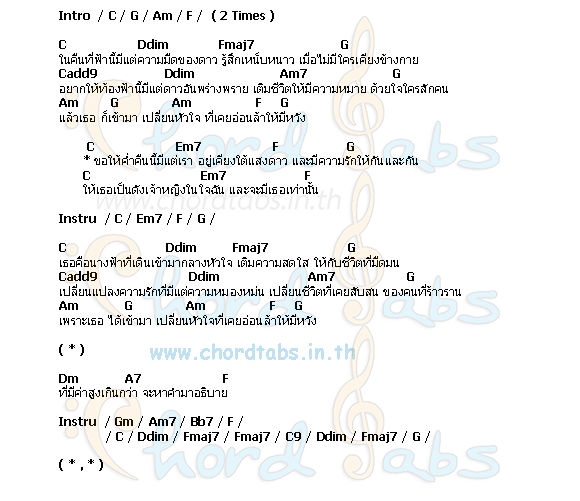 Intro / C / G / Am / F / ( 2 Times )
C Ddim Fmaj7 G
ในคืนที่ฟ้านี้มีแต่ความมืดของดาว รู้สึกเหน็บหนาว เมื่อไม่มีใครเคียงข้างกาย
Cadd9 Ddim Am7 G
อยากให้ท้องฟ้านี้มีแต่ดาวอันพร่างพราย เติมชีวิตให้มีความหมาย ด้วยใจใครสักคน
Am G Am F G
แล้วเธอ ก็เข้ามา เปลี่ยนหัวใจ ที่เคยอ่อนล้าให้มีหวัง
C Em7 F G
* ขอให้ค่ำคืนนี้มีแต่เรา อยู่เคียงใต้แสงดาว และมีความรักให้กันและกัน
C Em7 F
ให้เธอเป็นดังเจ้าหญิงในใจฉัน และจะมีเธอเท่านั้น
www.chordtabs.in.th
Instru / C / Em7 / F / G /
C Ddim Fmaj7 G
เธอคือนางฟ้าที่เดินเข้ามากลางหัวใจ เติมความสดใส ให้กับชีวิตที่มืดมน
Cadd9 Ddim Am7 G
เปลี่ยนแปลงความรักที่มีแต่ความหมองหม่น เปลี่ยนชีวิตที่เคยสับสน ของคนที่ร้าวราน
Am G Am F G
เพราะเธอ ได้เข้ามา เปลี่ยนหัวใจที่เคยอ่อนล้าให้มีหวัง
( * ) www.chordtabs.in.th
Dm A7 F
ที่มีค่าสูงเกินกว่า จะหาคำมาอธิบาย
Instru / Gm / Am7 / Bb7 / F /
/ C / Ddim / Fmaj7 / Fmaj7 / C9 / Ddim / Fmaj7 / G /
( * , * )